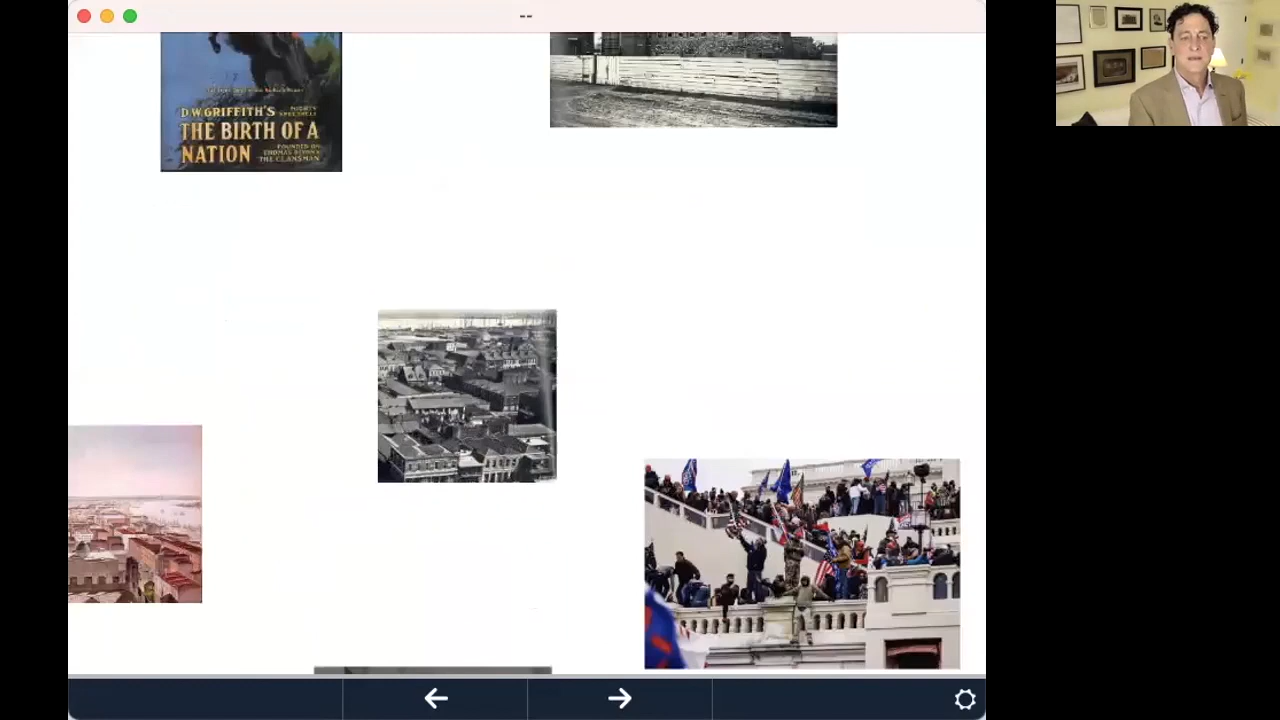 --
D.W. GRIFFITH'S
THE BIRTH OF A
NATION
FOUNDED ON
THOMAS DIXON'S
THE CLANSMAN